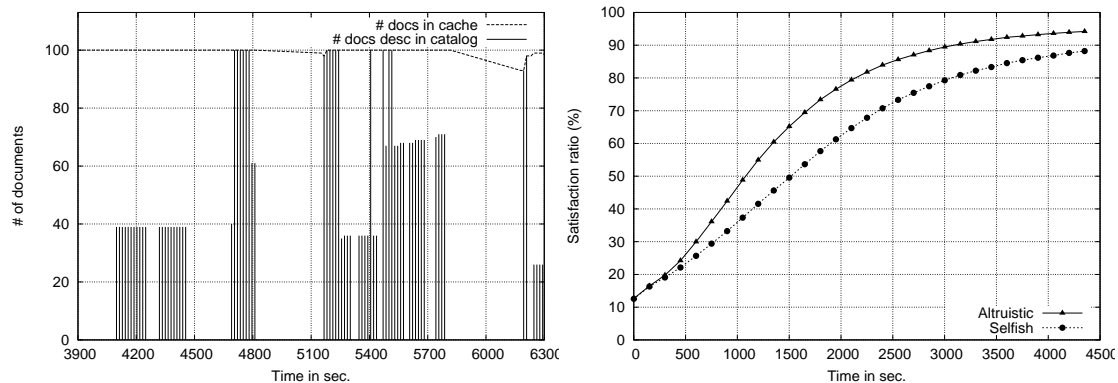 # docs in cache
# docs desc in catalog
100
80
60
40
20
0
# of documents
3900 4200 4500 4800 5100 5400 5700 6000 6300
Time in sec.
100
90
80
70
60
50
40
30
20
10
0
Satisfaction ratio (%)
Altruistic
Selfish
0 500 1000 1500 2000 2500 3000 3500 4000 4500
Time in sec.